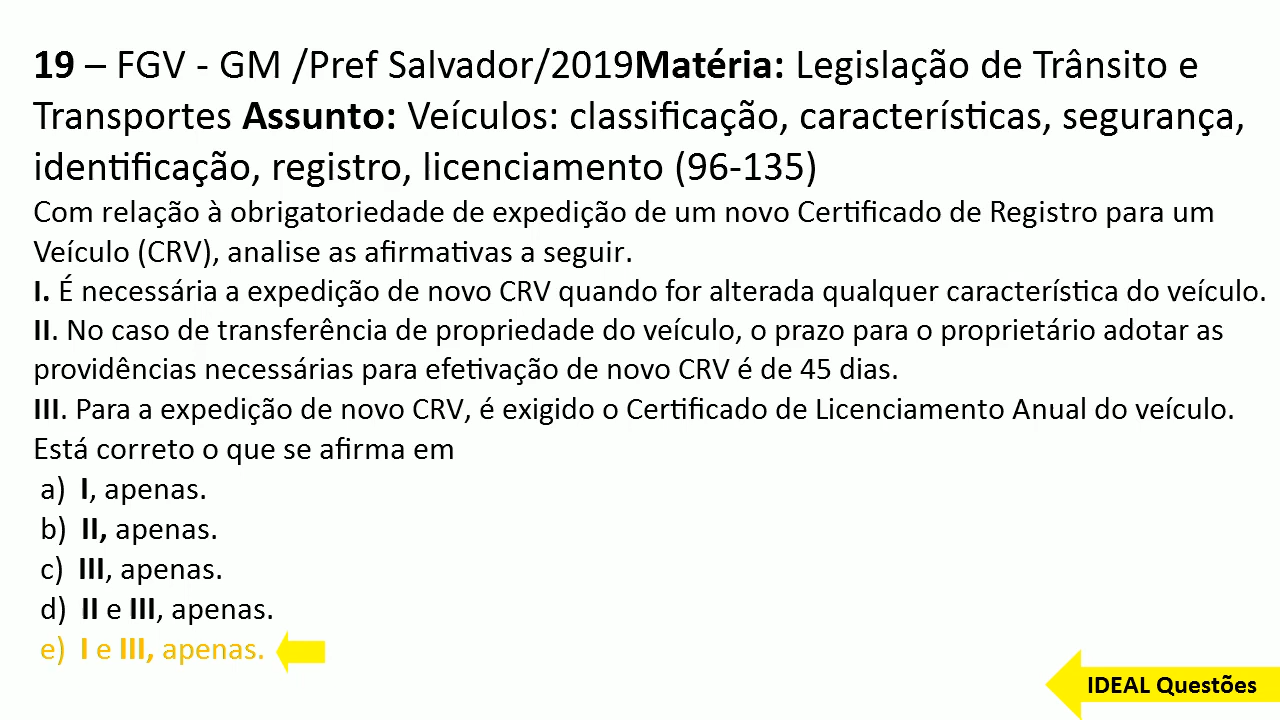 19 – FGV - GM /Pref Salvador/2019Matéria: Legislação de Trânsito e
Transportes Assunto: Veículos: classificação, características, segurança,
identificação, registro, licenciamento (96-135)
Com relação à obrigatoriedade de expedição de um novo Certificado de Registro para um
Veículo (CRV), analise as afirmativas a seguir.
I. É necessária a expedição de novo CRV quando for alterada qualquer característica do veículo.
II. No caso de transferência de propriedade do veículo, o prazo para o proprietário adotar as
providências necessárias para efetivação de novo CRV é de 45 dias.
III. Para a expedição de novo CRV, é exigido o Certificado de Licenciamento Anual do veículo.
Está correto o que se afirma em
a) I, apenas.
b) II, apenas.
c) III, apenas.
d) II e III, apenas.
e) I e III, apenas.
IDEAL Questões